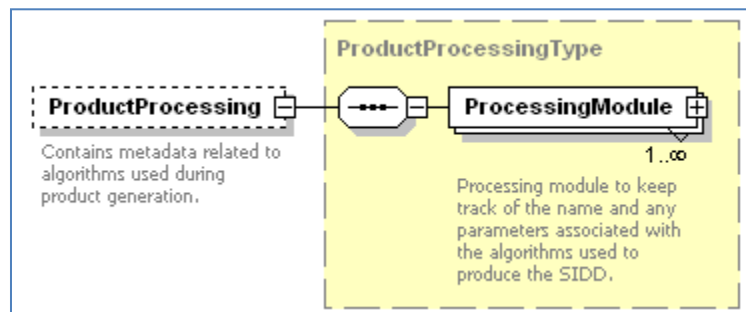 ProductProcessingType
ProductProcessing
ProcessingModule
Contains metadata related to
algorithms used during
product generation.
1..∞
Processing module to keep
track of the name and any
parameters associated with
the algorithms used to
produce the SIDD.